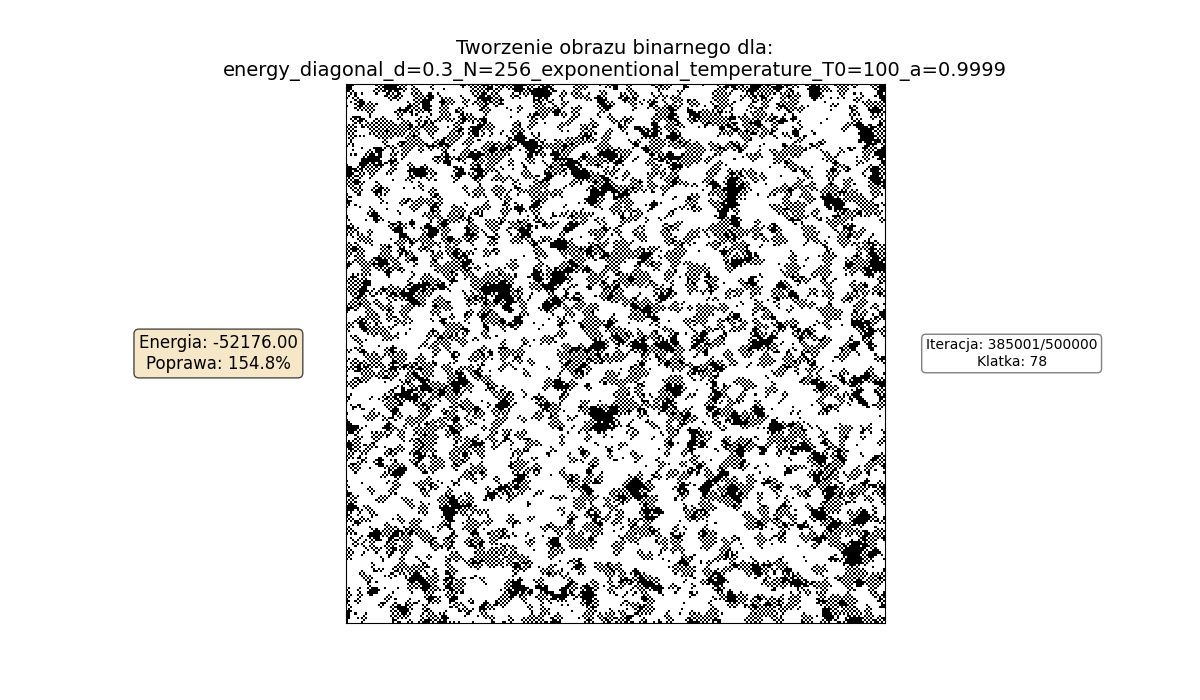 Tworzenie obrazu binarnego dla:
energy_diagonal_d=0.3_N=256_exponentional_temperature_T0=100_a=0.9999
Energia: -52176.00
Poprawa: 154.8%
Iteracja: 385001/500000
Klatka: 78